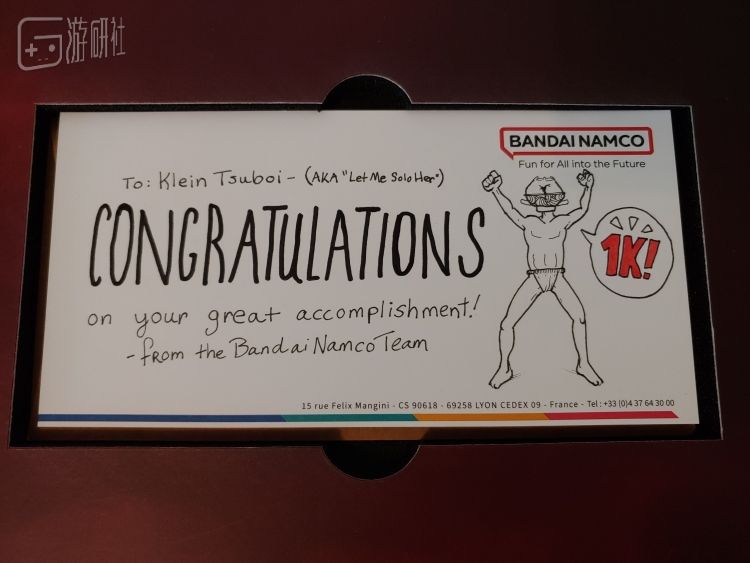 游研社
BANDAI NAMCO
Fun for All into the Future
To: Klein Tsuboi - (AKA "Let Me Solo Her")
CONGRATULATIONS
1K!
on your great accomplishment!
-from the Bandai Namco Team
15 rue Felix Mangini - CS 90618 - 69258 LYON CEDEX 09 - France - Tel : +33 (0)4 37 64 30 00